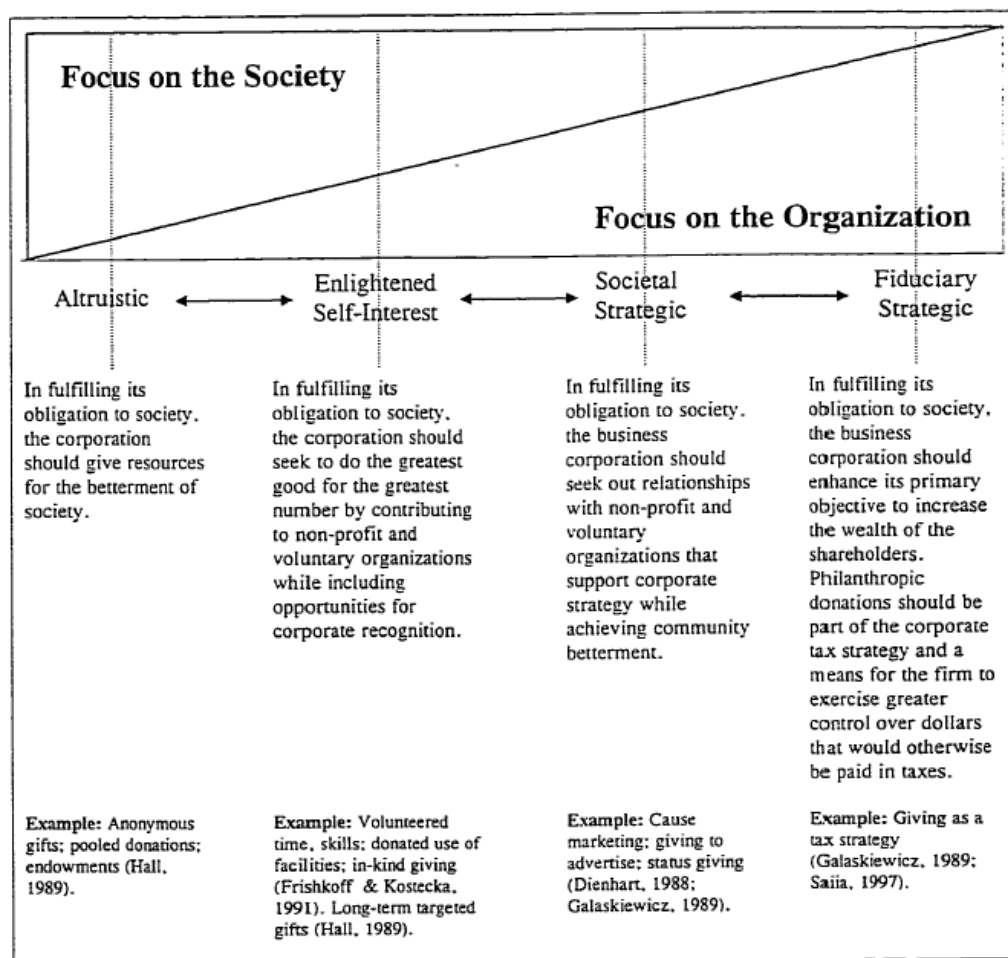 Focus on the Society
Focus on the Organization
Altruistic
Enlightened
Self-Interest
Societal
Strategic
Fiduciary
Strategic
In fulfilling its
obligation to society.
the corporation
should give resources
for the betterment of
society.
In fulfilling its
obligation to society.
the corporation should
seek to do the greatest
good for the greatest
number by contributing
to non-profit and
voluntary organizations
while including
opportunities for
corporate recognition.
In fulfilling its
obligation to society.
the business
corporation should
seek out relationships
with non-profit and
voluntary
organizations that
support corporate
strategy while
achieving community
betterment.
In fulfilling its
obligation to society,
the business
corporation should
enhance its primary
objective to increase
the wealth of the
shareholders.
Philanthropic
donations should be
part of the corporate
tax strategy and a
means for the firm to
exercise greater
control over dollars
that would otherwise
be paid in taxes.
Example: Anonymous
gifts; pooled donations;
endowments (Hall,
1989).
Example: Volunteered
time, skills; donated use of
facilities; in-kind giving
(Frishkoff & Kostecka,
1991). Long-term targeted
gifts (Hall, 1989).
Example: Cause
marketing; giving to
advertise; status giving
(Dienhart, 1988;
Galaskiewicz, 1989).
Example: Giving as a
tax strategy
(Galaskiewicz, 1989;
Saiia, 1997).